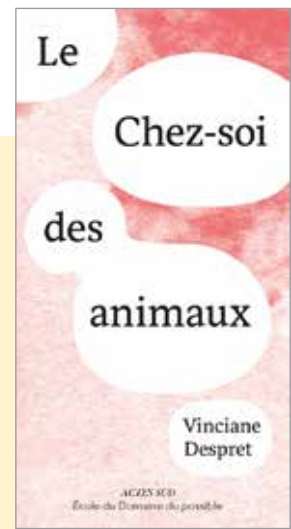 Le
Chez-soi
des
animaux
Vinciane
Despret
ACTES SUD
École du Domaine du possible